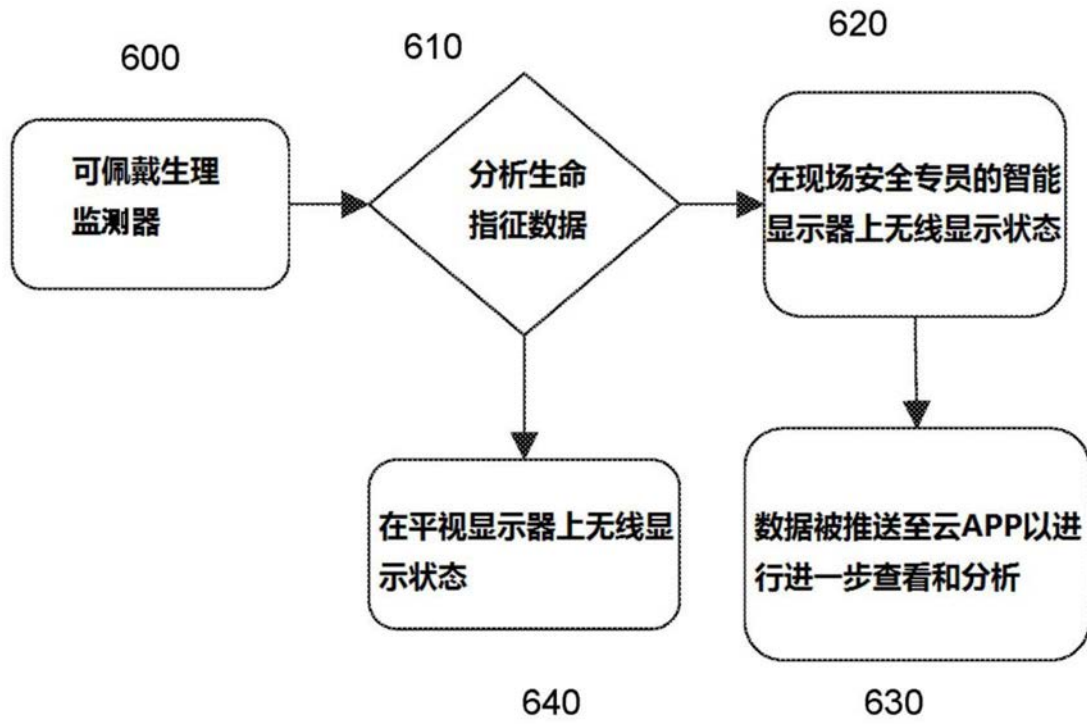 600
可佩戴生理
监测器
610
分析生命
指征数据
620
在现场安全专员的智能
显示器上无线显示状态
在平视显示器上无线显
示状态
640
数据被推送至云APP以进
行进一步查看和分析
630